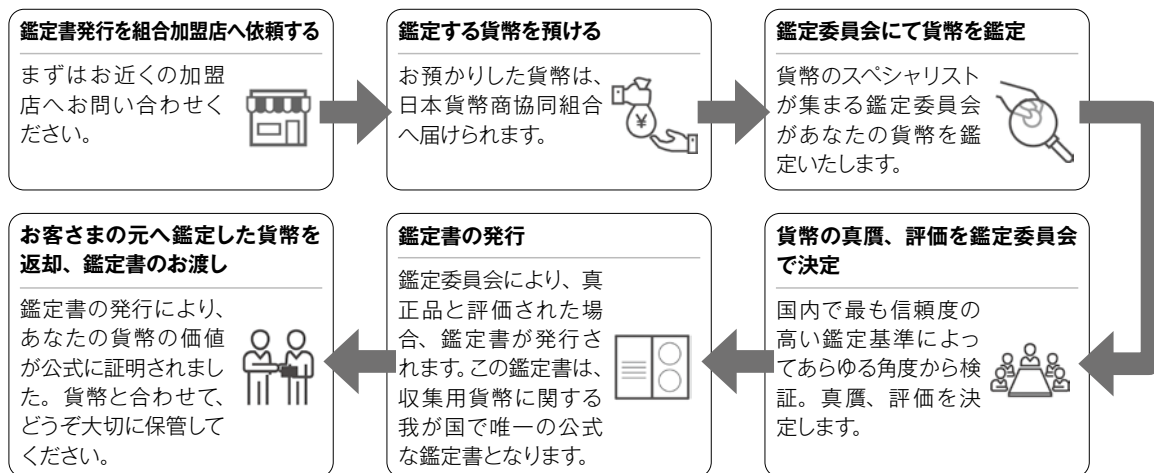 鑑定書発行を組合加盟店へ依頼する
まずはお近くの加盟
店へお問い合わせく
ださい。
鑑定する貨幣を預ける
お預かりした貨幣は、
日本貨幣商協同組合
へ届けられます。
¥
鑑定委員会にて貨幣を鑑定
貨幣のスペシャリスト
が集まる鑑定委員会
があなたの貨幣を鑑
定いたします。
貨幣の真贋、評価を鑑定委員会
で決定
国内で最も信頼度の
高い鑑定基準によっ
てあらゆる角度から検
証。真贋、評価を決
定します。
鑑定書の発行
鑑定委員会により、真
正品と評価された場
合、鑑定書が発行さ
れます。この鑑定書は、
収集用貨幣に関する
我が国で唯一の公式
な鑑定書となります。
お客さまの元へ鑑定した貨幣を
返却、鑑定書のお渡し
鑑定書の発行により、
あなたの貨幣の価値
が公式に証明されまし
た。貨幣と合わせて、
どうぞ大切に保管して
ください。